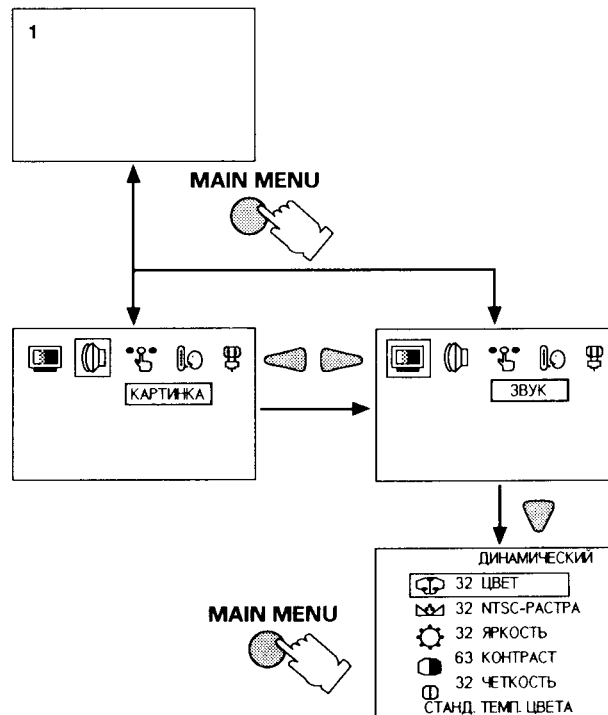 1
MAIN MENU
КАРТИНКА
ЗВУК
ДИНАМИЧЕСКИЙ
32 ЦВЕТ
32 NTSC-РАСТРА
32 ЯРКОСТЬ
63 КОНТРАСТ
32 ЧЕТКОСТЬ
СТАНД. ТЕМП. ЦВЕТА
MAIN MENU